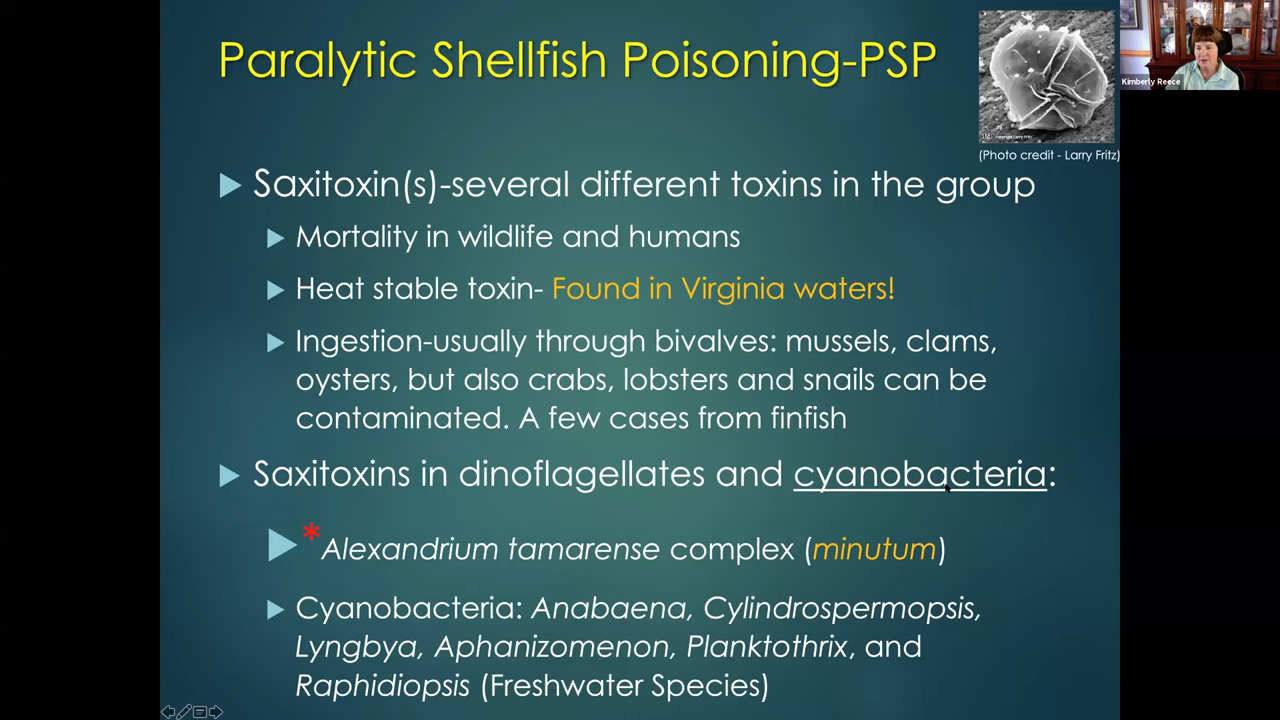 Paralytic Shellfish Poisoning-PSP
Kimberly Reece
(Photo credit - Larry Fritz)
Saxitoxin(s)-several different toxins in the group
Mortality in wildlife and humans
Heat stable toxin- Found in Virginia waters!
Ingestion-usually through bivalves: mussels, clams,
oysters, but also crabs, lobsters and snails can be
contaminated. A few cases from finfish
Saxitoxins in dinoflagellates and cyanobacteria:
*Alexandrium tamarense complex (minutum)
Cyanobacteria: Anabaena, Cylindrospermopsis,
Lyngbya, Aphanizomenon, Planktothrix, and
Raphidiopsis (Freshwater Species)